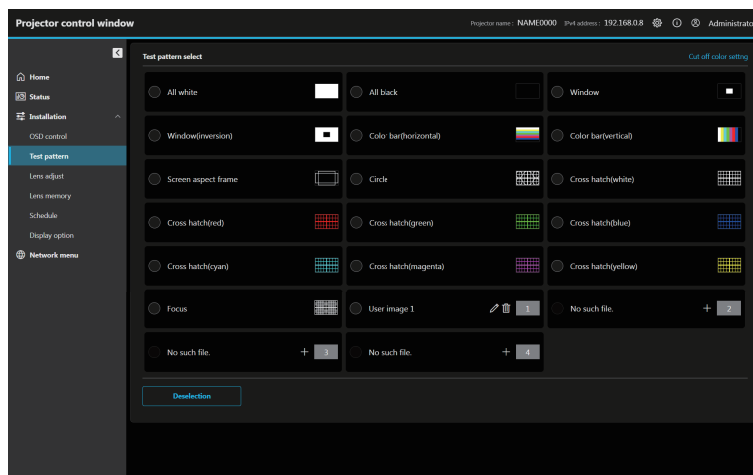 Projector control window
Projector name : NAME0000 IPv4 address : 192.168.0.8 Administrato
Test pattern select Cut off color settng
Home
Status
Installation
OSD control
Test pattern
Lens adjust
Lens memory
Schedule
Display option
Network menu
All white All back Window
Window(inversion) Colo bar(horizontal) Color bar(vertical)
Screen aspect frame Circle Cross hatch(white)
Cross hatch(red) Cross hatch(green) Cross hatch(blue)
Cross hatch(cyan) Cross hatch(magenta) Cross hatch(yellow)
Focus User image 1 1 No such file. + 2
No such file. + 3 No such file. + 4
Deselection